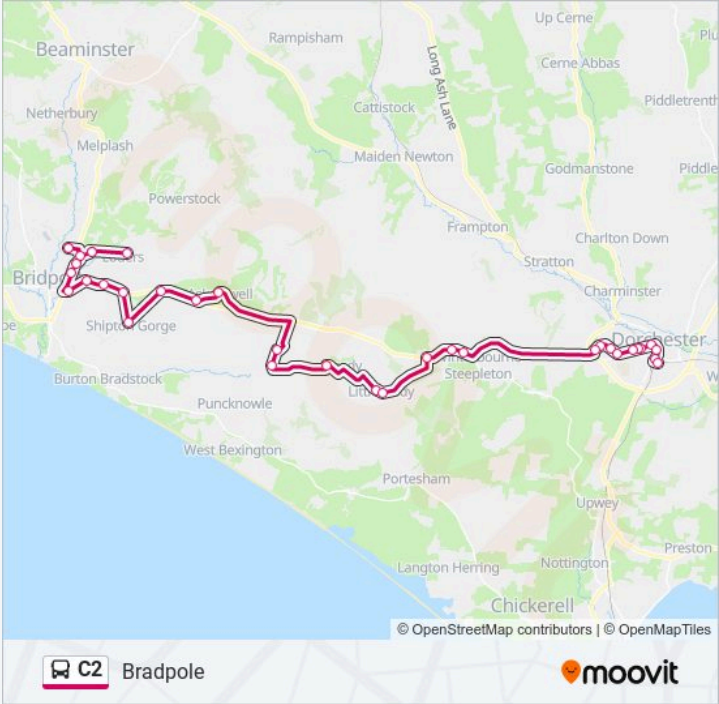 Up Cerne
Beaminster
Rampisham
Cerne Abbas
Long Ash Lane
Piddletrenth
Cattistock
Netherbury
Melplash
Maiden Newton
Godmanstone
Piddle
Powerstock
Frampton
Charlton Down
Stratton
Charminster
Shipton Gorge
Dorchester
Steepleton
Burton Bradstock
Puncknowle
West Bexington
Portesham
Upwey
Preston
Nottington
Langton Herring
Chickerell
© OpenStreetMap contributors | © OpenMapTiles
C2 Bradpole
moovit